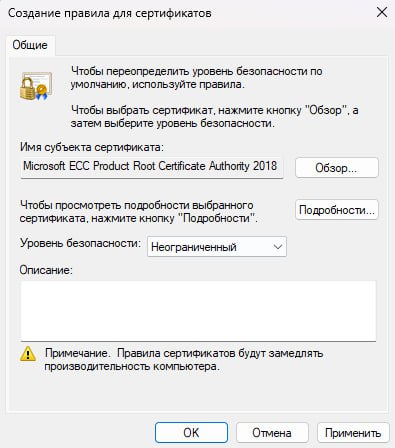 Создание правила для сертификатов
Общие
Чтобы переопределить уровень безопасности по
умолчанию, используйте правила.
Чтобы выбрать сертификат, нажмите кнопку "Обзор", а
затем выберите уровень безопасности.
Имя субъекта сертификата:
Microsoft ECC Product Root Certificate Authority 2018
Обзор...
Чтобы просмотреть подробности выбранного
сертификата, нажмите кнопку "Подробности".
Подробности...
Уровень безопасности:
Неограниченный
Описание:
Примечание. Правила сертификатов будут замедлять
производительность компьютера.
OK
Отмена
Применить